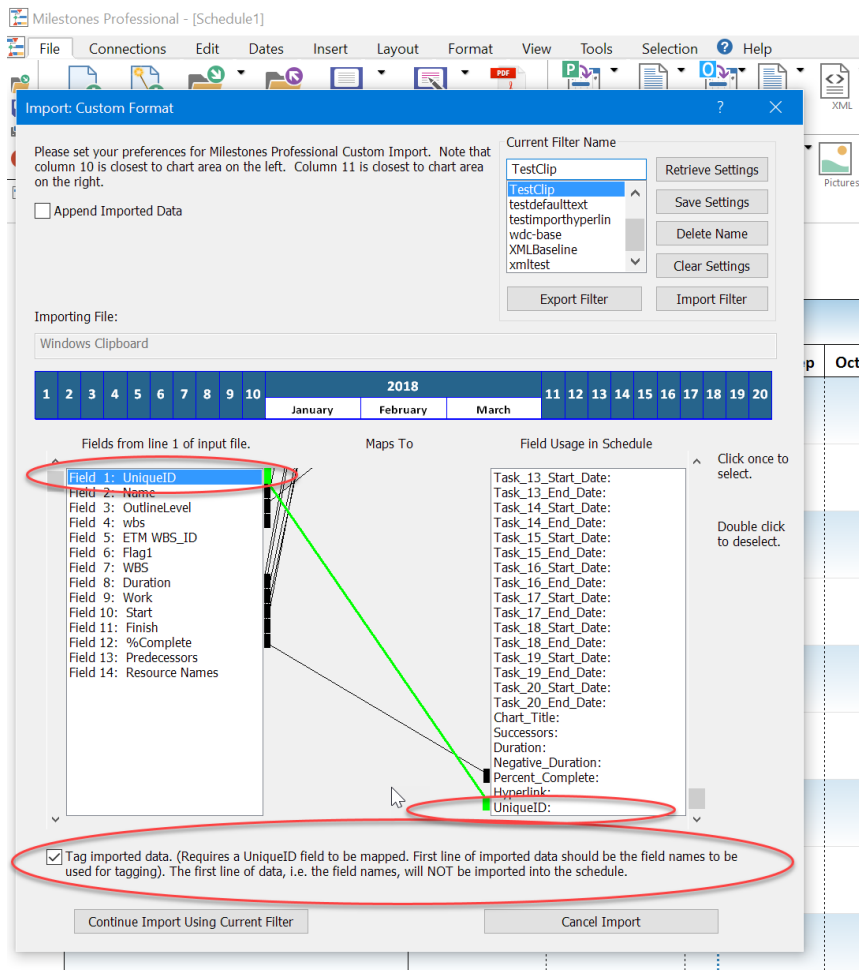 Milestones Professional - [Schedule1]
File Connections Edit Dates Insert Layout Format View Tools Selection ? Help
PDF
P
O
XML
Import: Custom Format ?
Please set your preferences for Milestones Professional Custom Import. Note that
column 10 is closest to chart area on the left. Column 11 is closest to chart area
on the right.
Append Imported Data
Current Filter Name
TestClip
TestClip
testdefaulttext
testimporthyperlin
wdc-base
XMLBaseline
xmltest
Retrieve Settings
Save Settings
Delete Name
Clear Settings
Export Filter
Import Filter
Pictures
Importing File:
Windows Clipboard
1 2 3 4 5 6 7 8 9 10 2018 11 12 13 14 15 16 17 18 19 20
January February March
Oct
Fields from line 1 of input file.
Maps To
Field Usage in Schedule
Field 1: UniqueID
Field 2: Name
Field 3: OutlineLevel
Field 4: wbs
Field 5: ETM WBS_ID
Field 6: Flag1
Field 7: WBS
Field 8: Duration
Field 9: Work
Field 10: Start
Field 11: Finish
Field 12: %Complete
Field 13: Predecessors
Field 14: Resource Names
Task_13_Start_Date:
Task_13_End_Date:
Task_14_Start_Date:
Task_14_End_Date:
Task_15_Start_Date:
Task_15_End_Date:
Task_16_Start_Date:
Task_16_End_Date:
Task_17_Start_Date:
Task_17_End_Date:
Task_18_Start_Date:
Task_18_End_Date:
Task_19_Start_Date:
Task_19_End_Date:
Task_20_Start_Date:
Task_20_End_Date:
Chart_Title:
Successors:
Duration:
Negative_Duration:
Percent_Complete:
Hyperlink:
UniqueID:
Click once to
select.
Double click
to deselect.
Tag imported data. (Requires a UniqueID field to be mapped. First line of imported data should be the field names to be
used for tagging). The first line of data, i.e. the field names, will NOT be imported into the schedule.
Continue Import Using Current Filter
Cancel Import